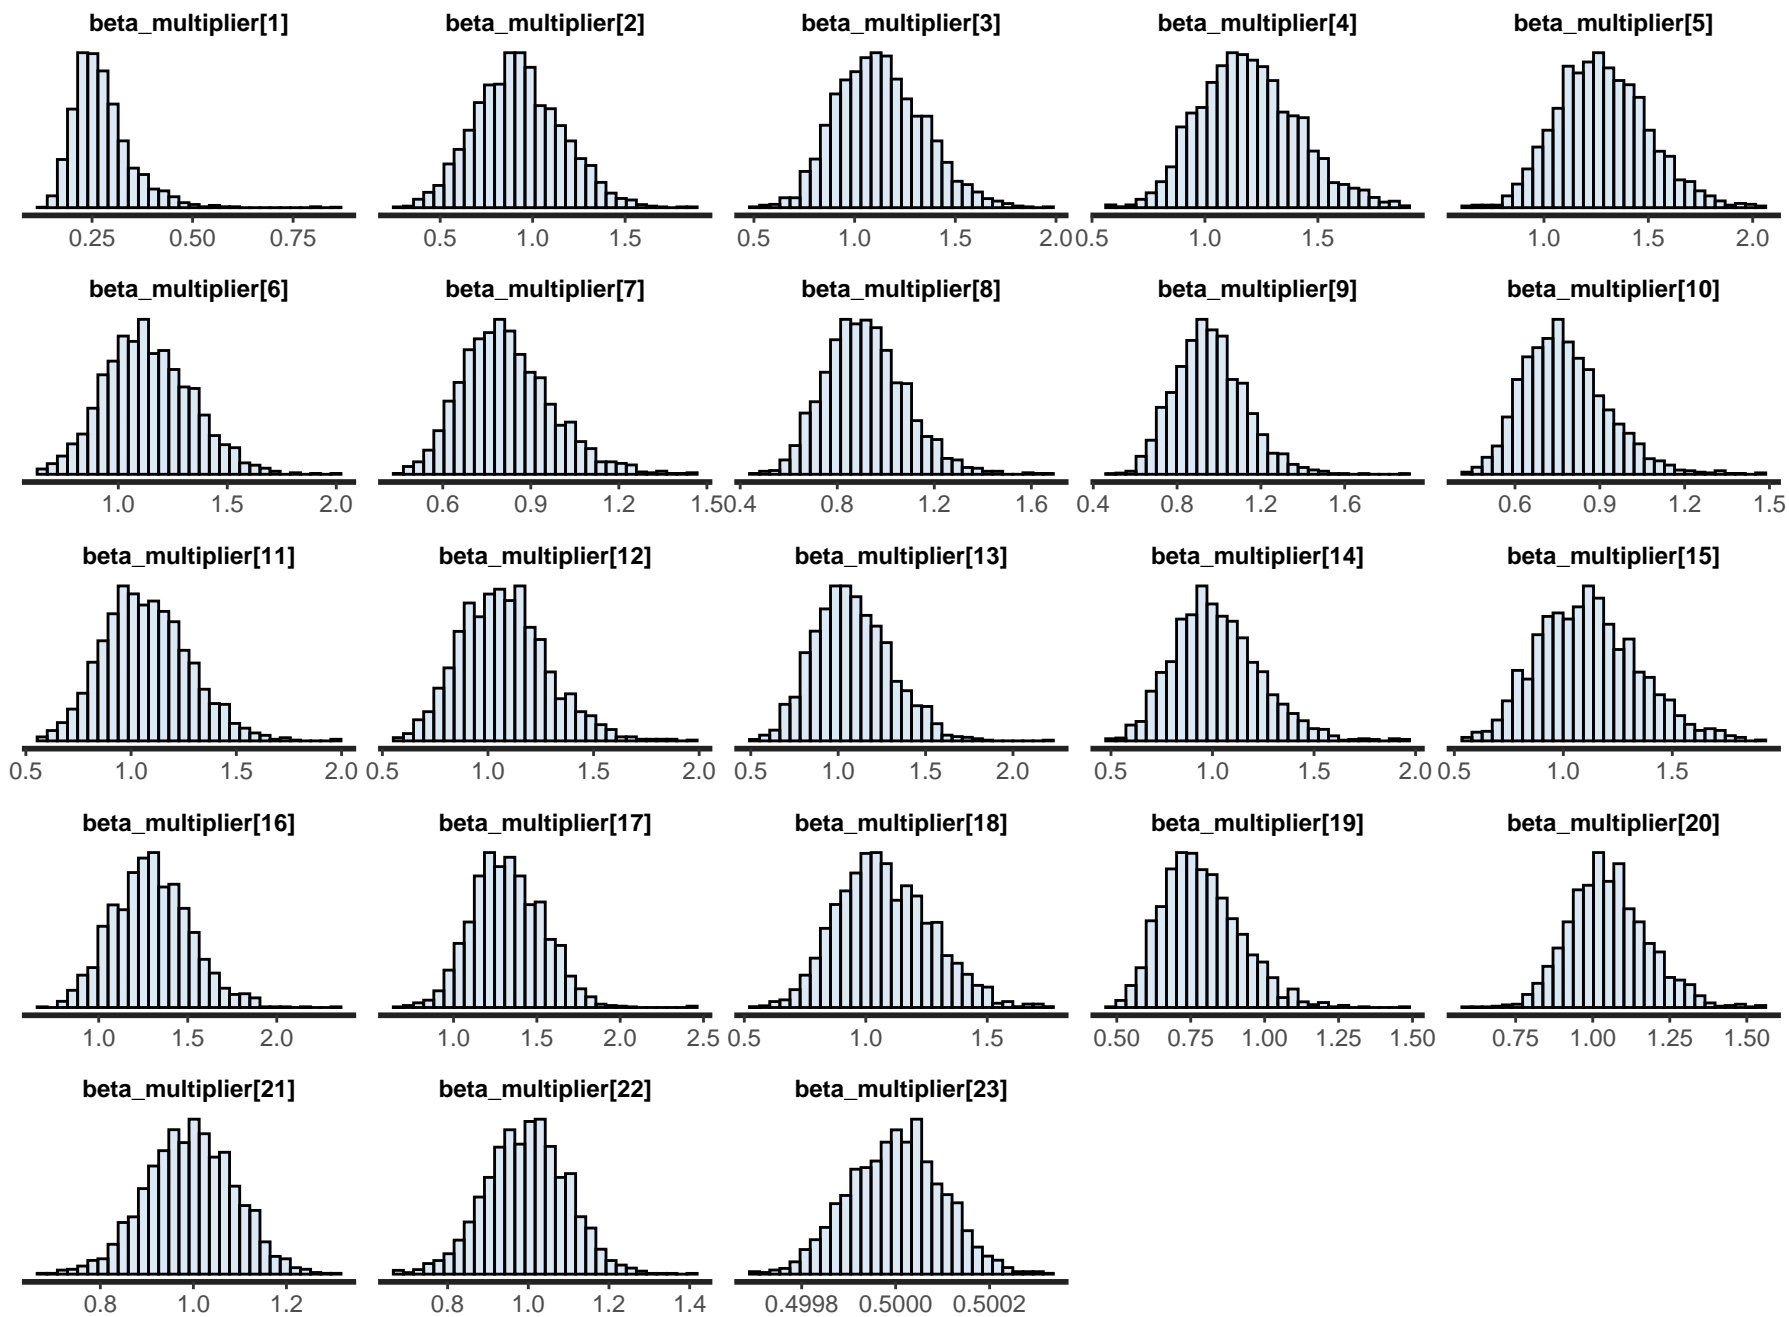 beta_multiplier[1] beta_multiplier[2] beta_multiplier[3] beta_multiplier[4] beta_multiplier[5]
0.25 0.50 0.75 0.5 1.0 1.5 0.5 1.0 1.5 2.0 0.5 1.0 1.5 1.0 1.5 2.0
beta_multiplier[6] beta_multiplier[7] beta_multiplier[8] beta_multiplier[9] beta_multiplier[10]
1.0 1.5 2.0 0.6 0.9 1.2 1.5 0.4 0.8 1.2 1.6 0.4 0.8 1.2 1.6 0.6 0.9 1.2 1.5
beta_multiplier[11] beta_multiplier[12] beta_multiplier[13] beta_multiplier[14] beta_multiplier[15]
0.5 1.0 1.5 2.0 0.5 1.0 1.5 2.0 0.5 1.0 1.5 2.0 0.5 1.0 1.5 2.0 0.5 1.0 1.5
beta_multiplier[16] beta_multiplier[17] beta_multiplier[18] beta_multiplier[19] beta_multiplier[20]
1.0 1.5 2.0 1.0 1.5 2.0 2.5 0.5 1.0 1.5 0.50 0.75 1.00 1.25 1.50 0.75 1.00 1.25 1.50
beta_multiplier[21] beta_multiplier[22] beta_multiplier[23]
0.8 1.0 1.2 0.8 1.0 1.2 1.4 0.4998 0.5000 0.5002